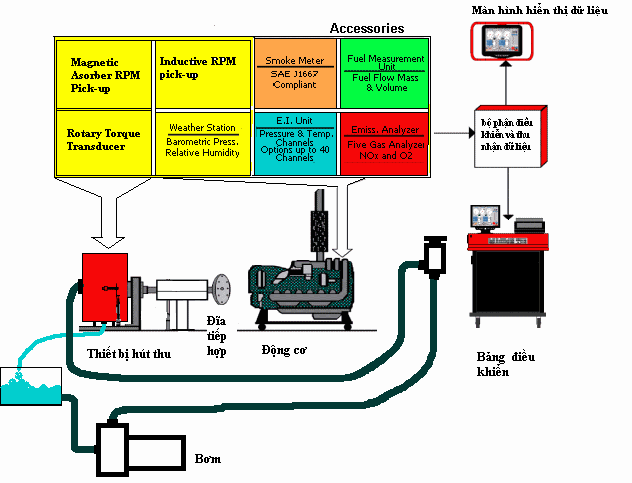 Accessories
Màn hình hiển thị dữ liệu
Magnetic
Asorber RPM
Pick-up
Inductive RPM
pick-up
Smoke Meter
SAE J1667
Compliant
Fuel Measurement
Unit
Fuel Flow Mass
& Volume
Rotary Torque
Transducer
Weather Station
Barometric Press.
Relative Humidity
E.I. Unit
Pressure & Temp.
Channels
Options up to 40
Channels
Emiss. Analyzer
Five Gas Analyzer
NOx and O2
bộ phận điều
khiển và thu
nhận dữ liệu
Thiết bị hút thu
Đĩa
tiếp
hợp
Động cơ
Bảng điều
khiển
Bơm